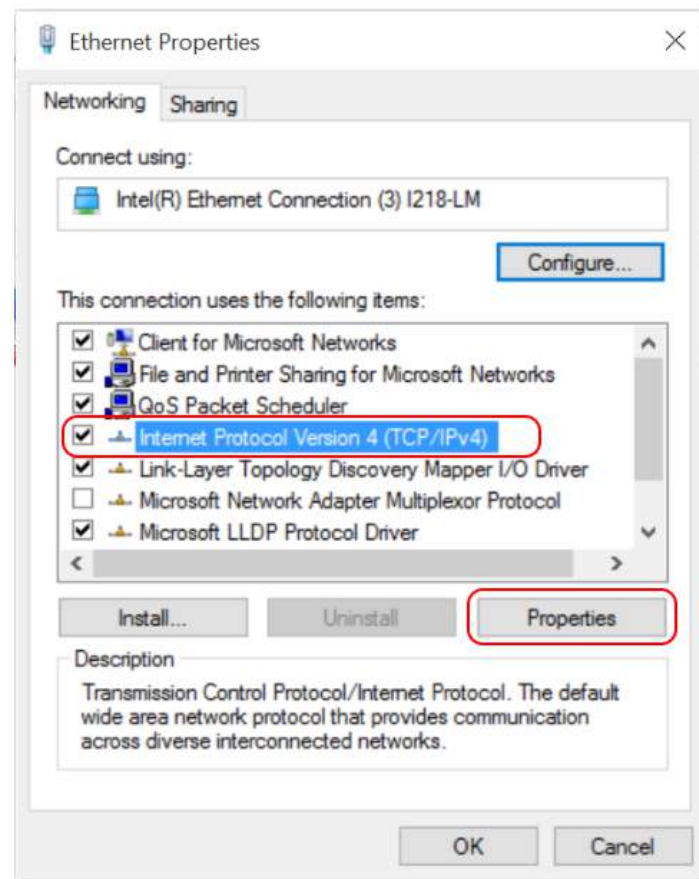 Ethernet Properties
Networking Sharing
Connect using:
Intel(R) Ethernet Connection (3) I218-LM
Configure...
This connection uses the following items:
Client for Microsoft Networks
File and Printer Sharing for Microsoft Networks
QoS Packet Scheduler
Internet Protocol Version 4 (TCP/IPv4)
Link-Layer Topology Discovery Mapper I/O Driver
Microsoft Network Adapter Multiplexor Protocol
Microsoft LLDP Protocol Driver
Install... Uninstall Properties
Description
Transmission Control Protocol/Internet Protocol. The default
wide area network protocol that provides communication
across diverse interconnected networks.
OK Cancel